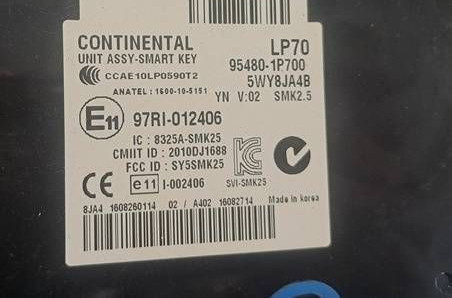 CONTINENTAL LP70
UNIT ASSY-SMART KEY 95480-1P700
CCAE10LP0590T2 5WY8JA4B
ANATEL : 1600-10-5151 YN V:02 SMK2.5
E11 97RI-012406
IC : 8325A-SMK25
CMIIT ID : 2010DJ1688
FCC ID : SY5SMK25
CE e11 I-002406 SVI-SMK25
8JA4 1608260114 02 / A402 16082714 Made in korea